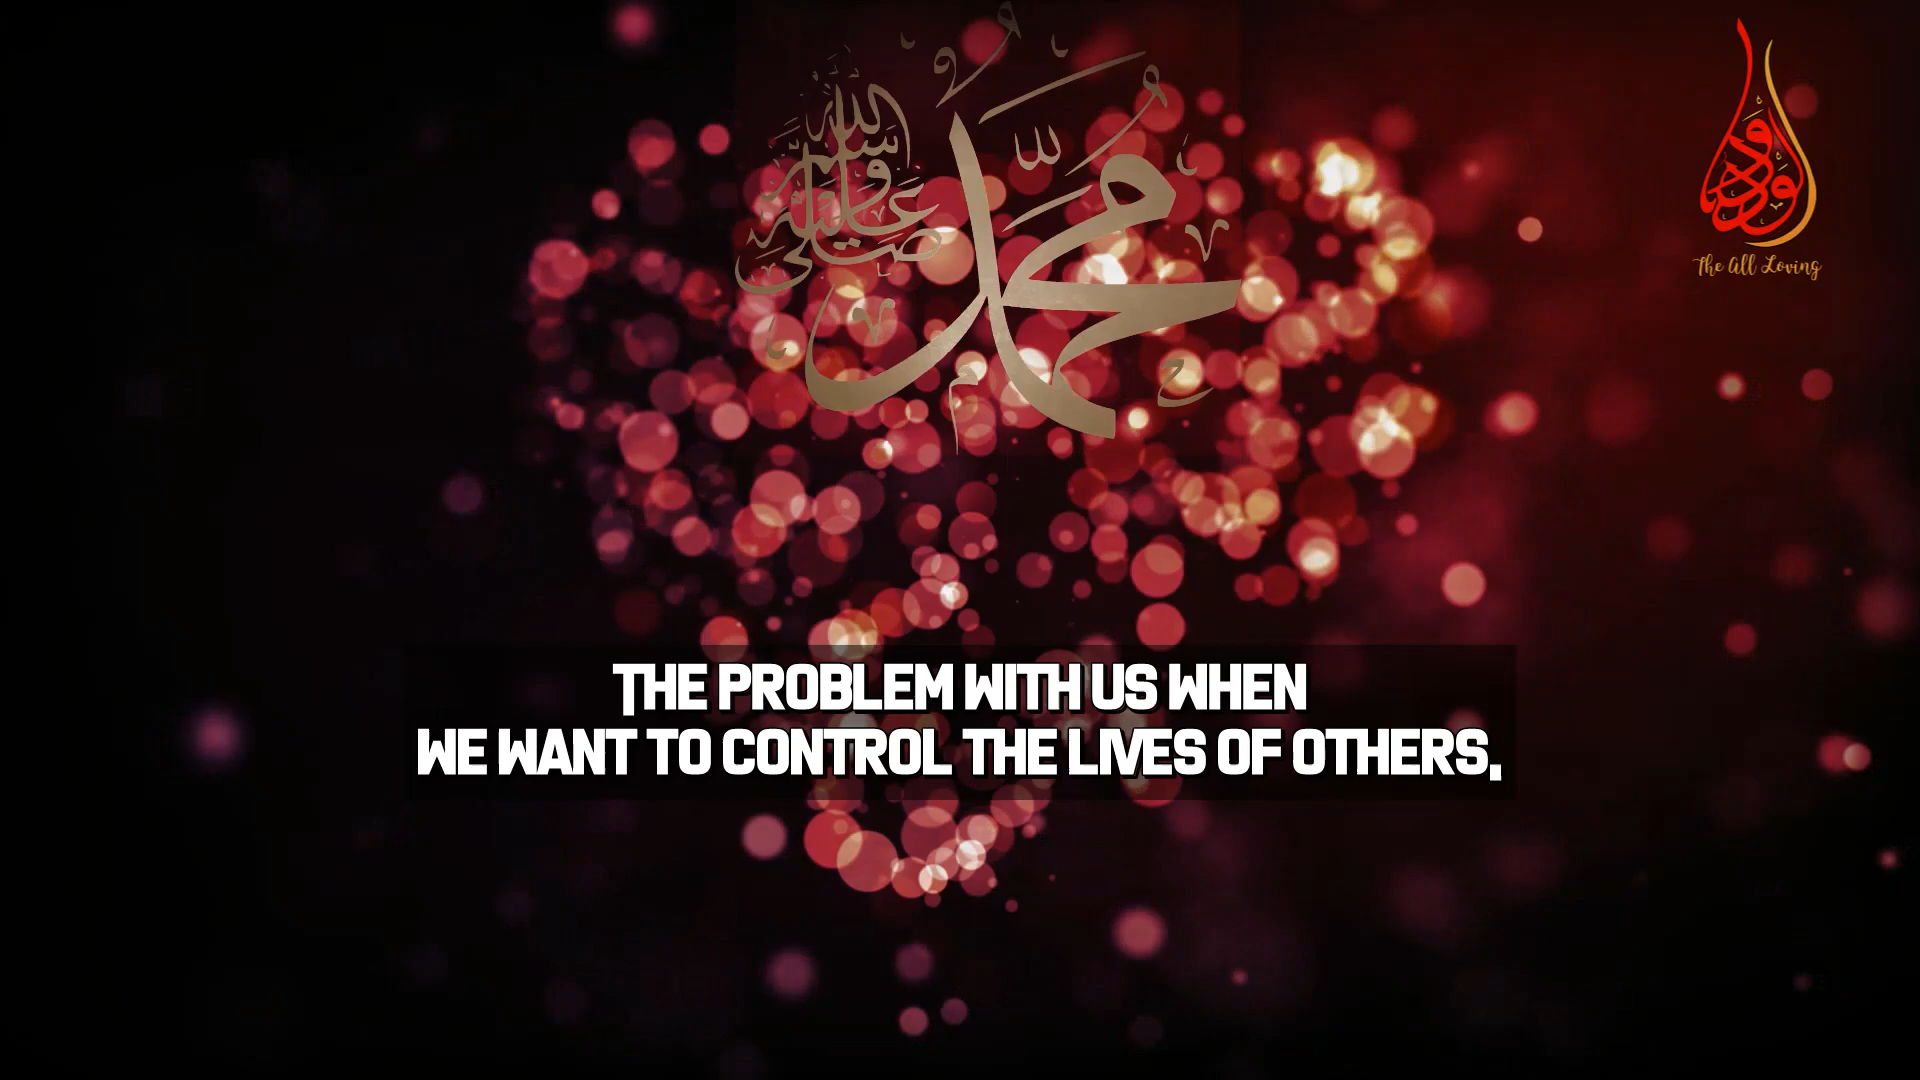 محمد
صلى الله عليه وسلم
الودود
The All Loving
THE PROBLEM WITH US WHEN
WE WANT TO CONTROL THE LIVES OF OTHERS.